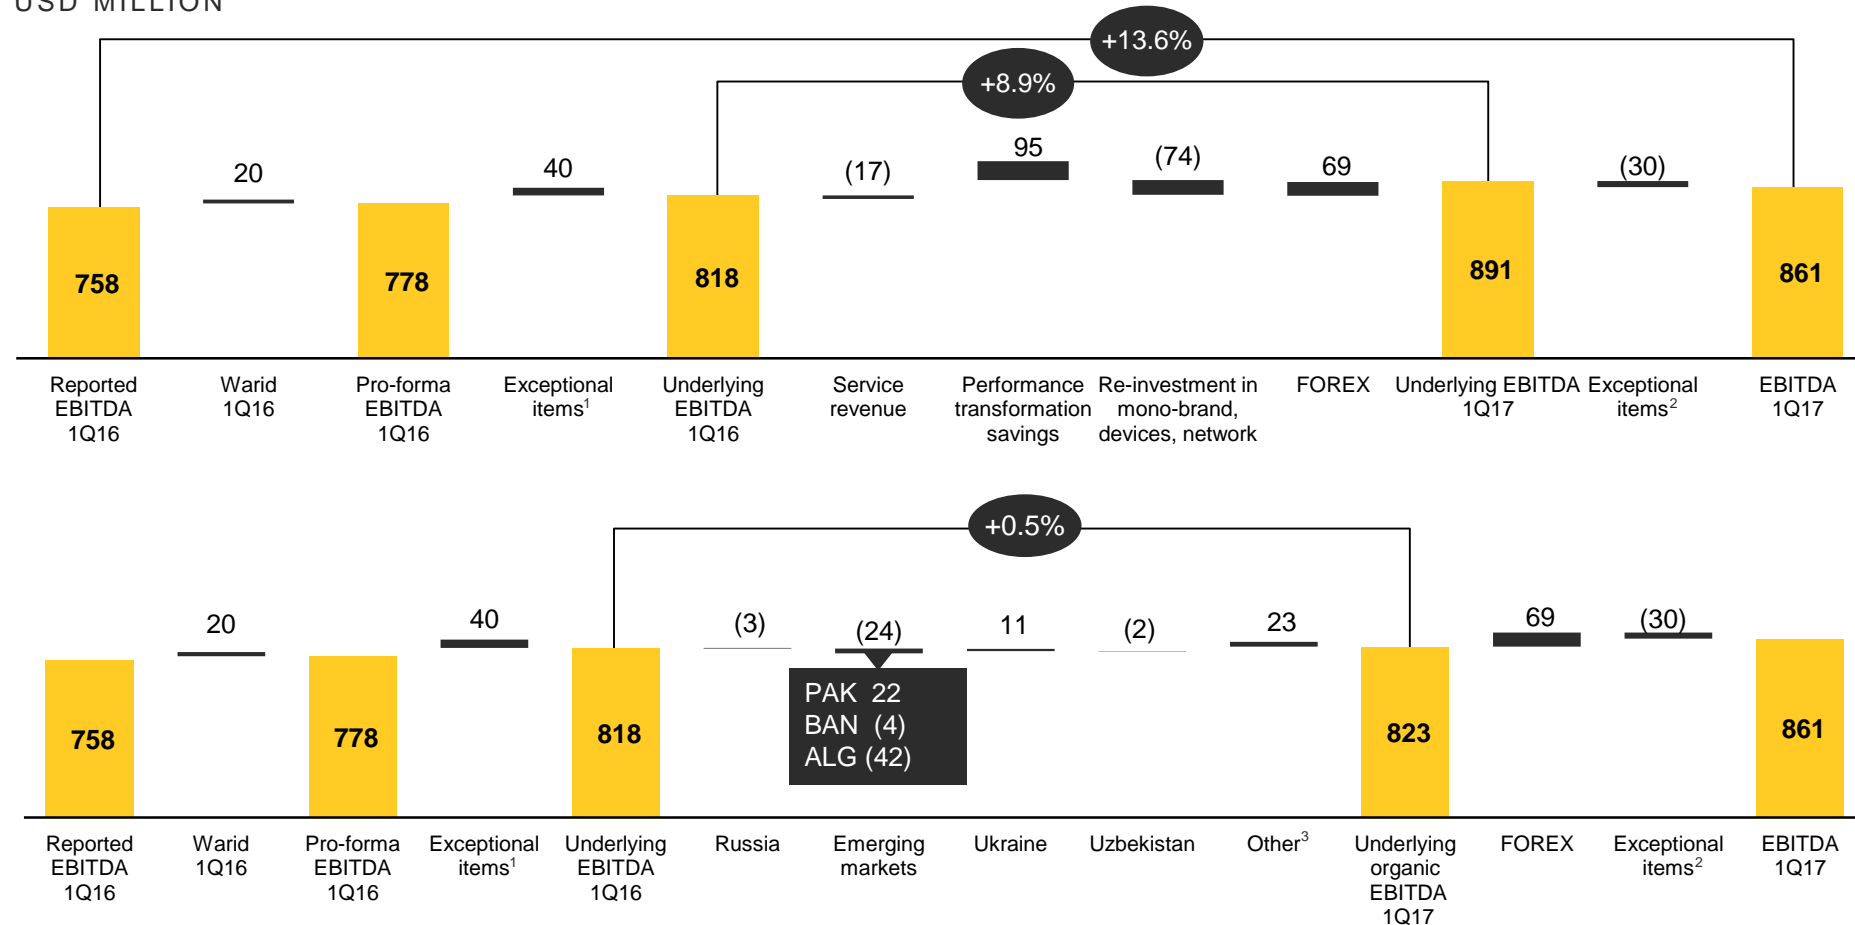 USD MILLION
+13.6%
+8.9%
20
40
(17)
95
(74)
69
(30)
758
778
818
891
861
Reported
EBITDA
1Q16
Warid
1Q16
Pro-forma
EBITDA
1Q16
Exceptional
items¹
Underlying
EBITDA
1Q16
Service
revenue
Performance
transformation
savings
Re-investment in
mono-brand,
devices, network
FOREX
Underlying EBITDA
1Q17
Exceptional
items²
EBITDA
1Q17
+0.5%
20
40
(3)
(24)
11
(2)
23
69
(30)
PAK 22
BAN (4)
ALG (42)
758
778
818
823
861
Reported
EBITDA
1Q16
Warid
1Q16
Pro-forma
EBITDA
1Q16
Exceptional
items¹
Underlying
EBITDA
1Q16
Russia
Emerging
markets
Ukraine
Uzbekistan
Other³
Underlying
organic
EBITDA
1Q17
FOREX
Exceptional
items²
EBITDA
1Q17